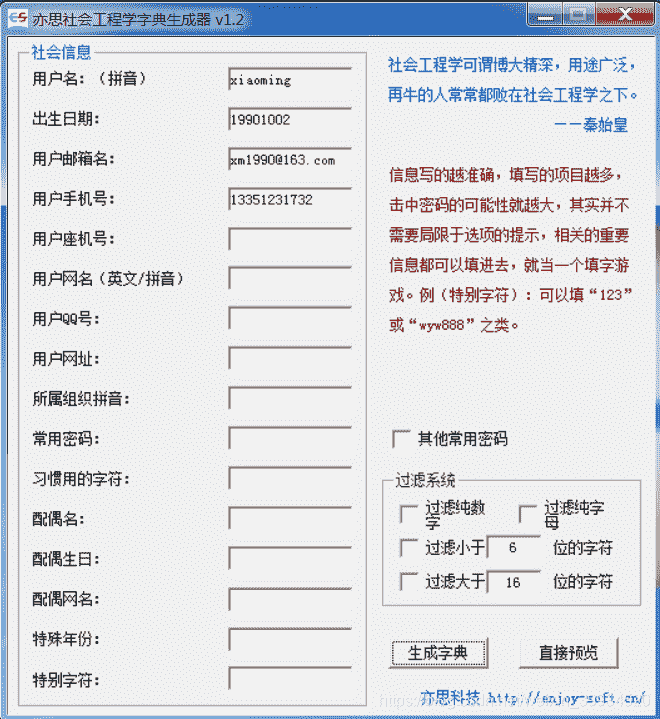 亦思社会工程学字典生成器 v1.2
社会信息
用户名：（拼音）
xiaoming
出生日期：
19901002
用户邮箱名：
xm1990@163.com
用户手机号：
13351231732
用户座机号：
用户网名（英文/拼音）
用户QQ号：
用户网址：
所属组织拼音：
常用密码：
习惯用的字符：
配偶名：
配偶生日：
配偶网名：
特殊年份：
特别字符：
社会工程学可谓博大精深，用途广泛，
再牛的人常常都败在社会工程学之下。
——秦始皇
信息写的越准确，填写的项目越多，
击中密码的可能性就越大，其实并不
需要局限于选项的提示，相关的重要
信息都可以填进去，就当一个填字游
戏。例（特别字符）：可以填“123”
或“wyw888”之类。
其他常用密码
过滤系统
过滤纯数
字
过滤纯字
母
过滤小于 6 位的字符
过滤大于 16 位的字符
生成字典
直接预览
亦思科技 http://enjoy-soft.cn/